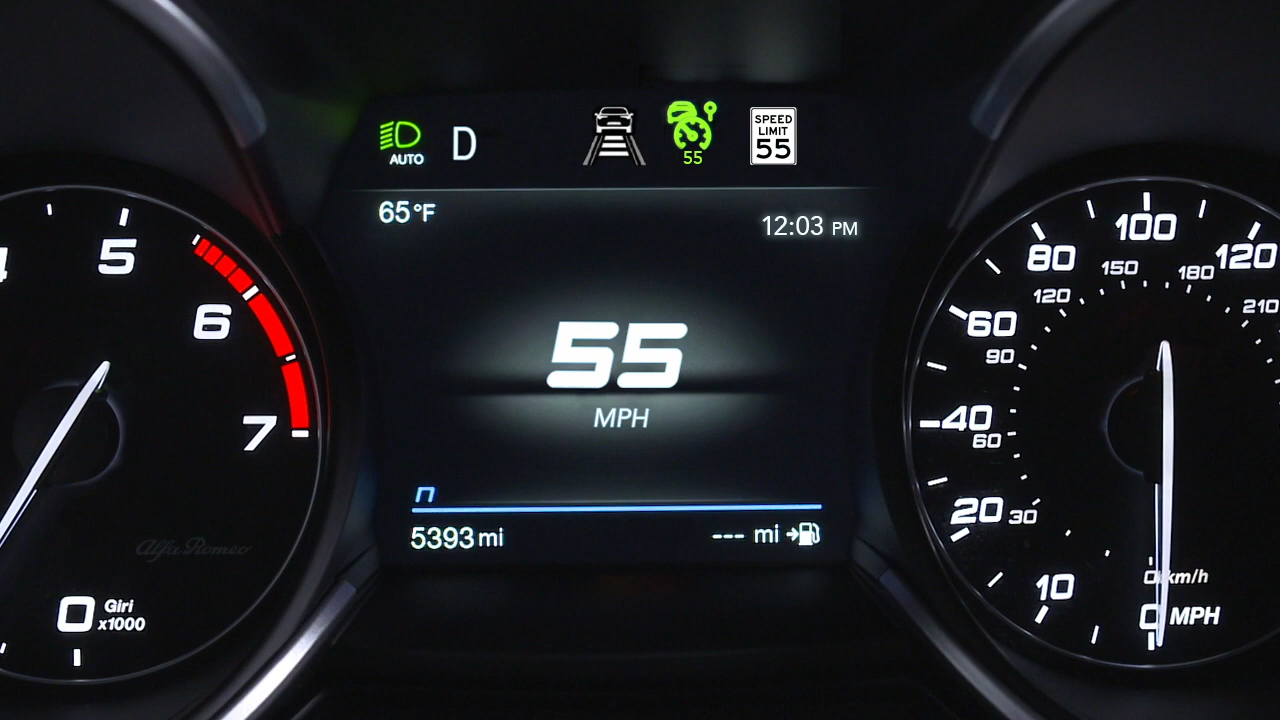 AUTO
D
55
SPEED
LIMIT
55
65°F
12:03 PM
55
MPH
n
5393 mi
--- mi
5
6
7
Alfa Romeo
0 Giri
x1000
100
80
120
150
180
120
210
60
90
40
60
20
30
10
0 km/h
0 MPH